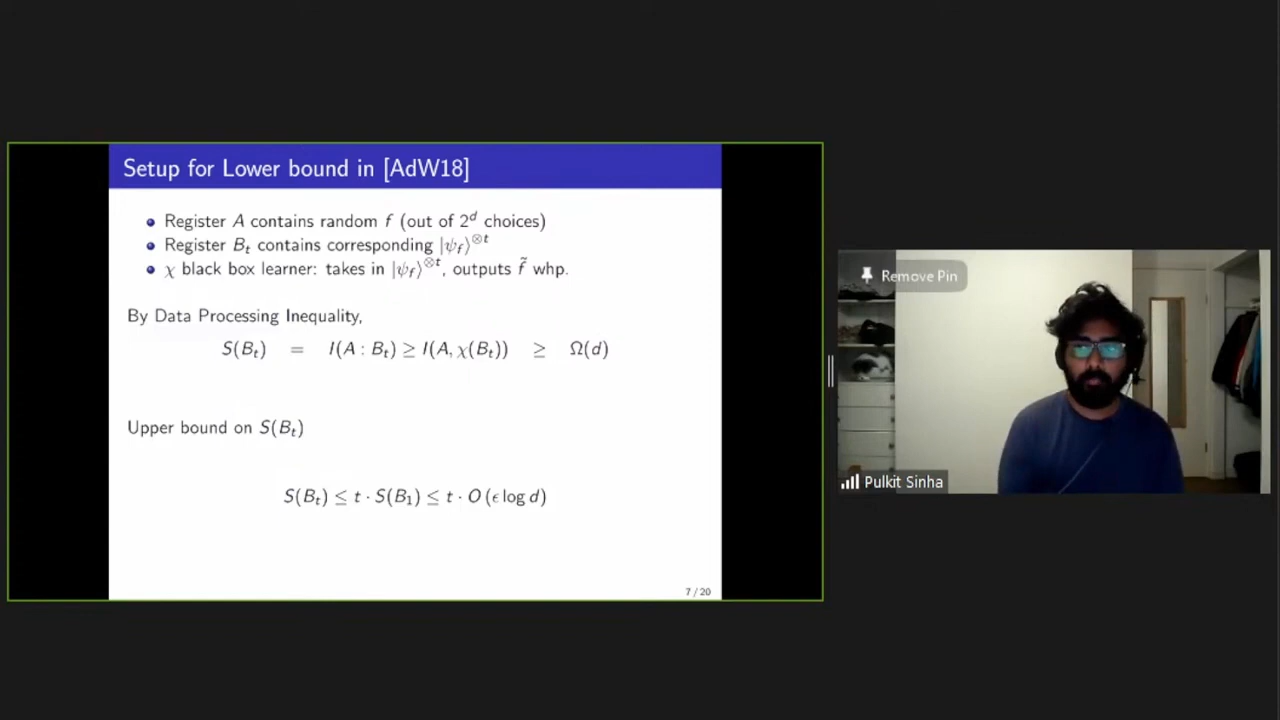 Setup for Lower bound in [AdW18]
Register A contains random f (out of 2^d choices)
Register B_t contains corresponding |ψ_f⟩^⊗t
χ black box learner: takes in |ψ_f⟩^⊗t, outputs f̃ whp.
By Data Processing Inequality,
S(B_t) = I(A : B_t) ≥ I(A, χ(B_t)) ≥ Ω(d)
Upper bound on S(B_t)
S(B_t) ≤ t · S(B_1) ≤ t · O (ϵ log d)
7 / 20
Remove Pin
Pulkit Sinha